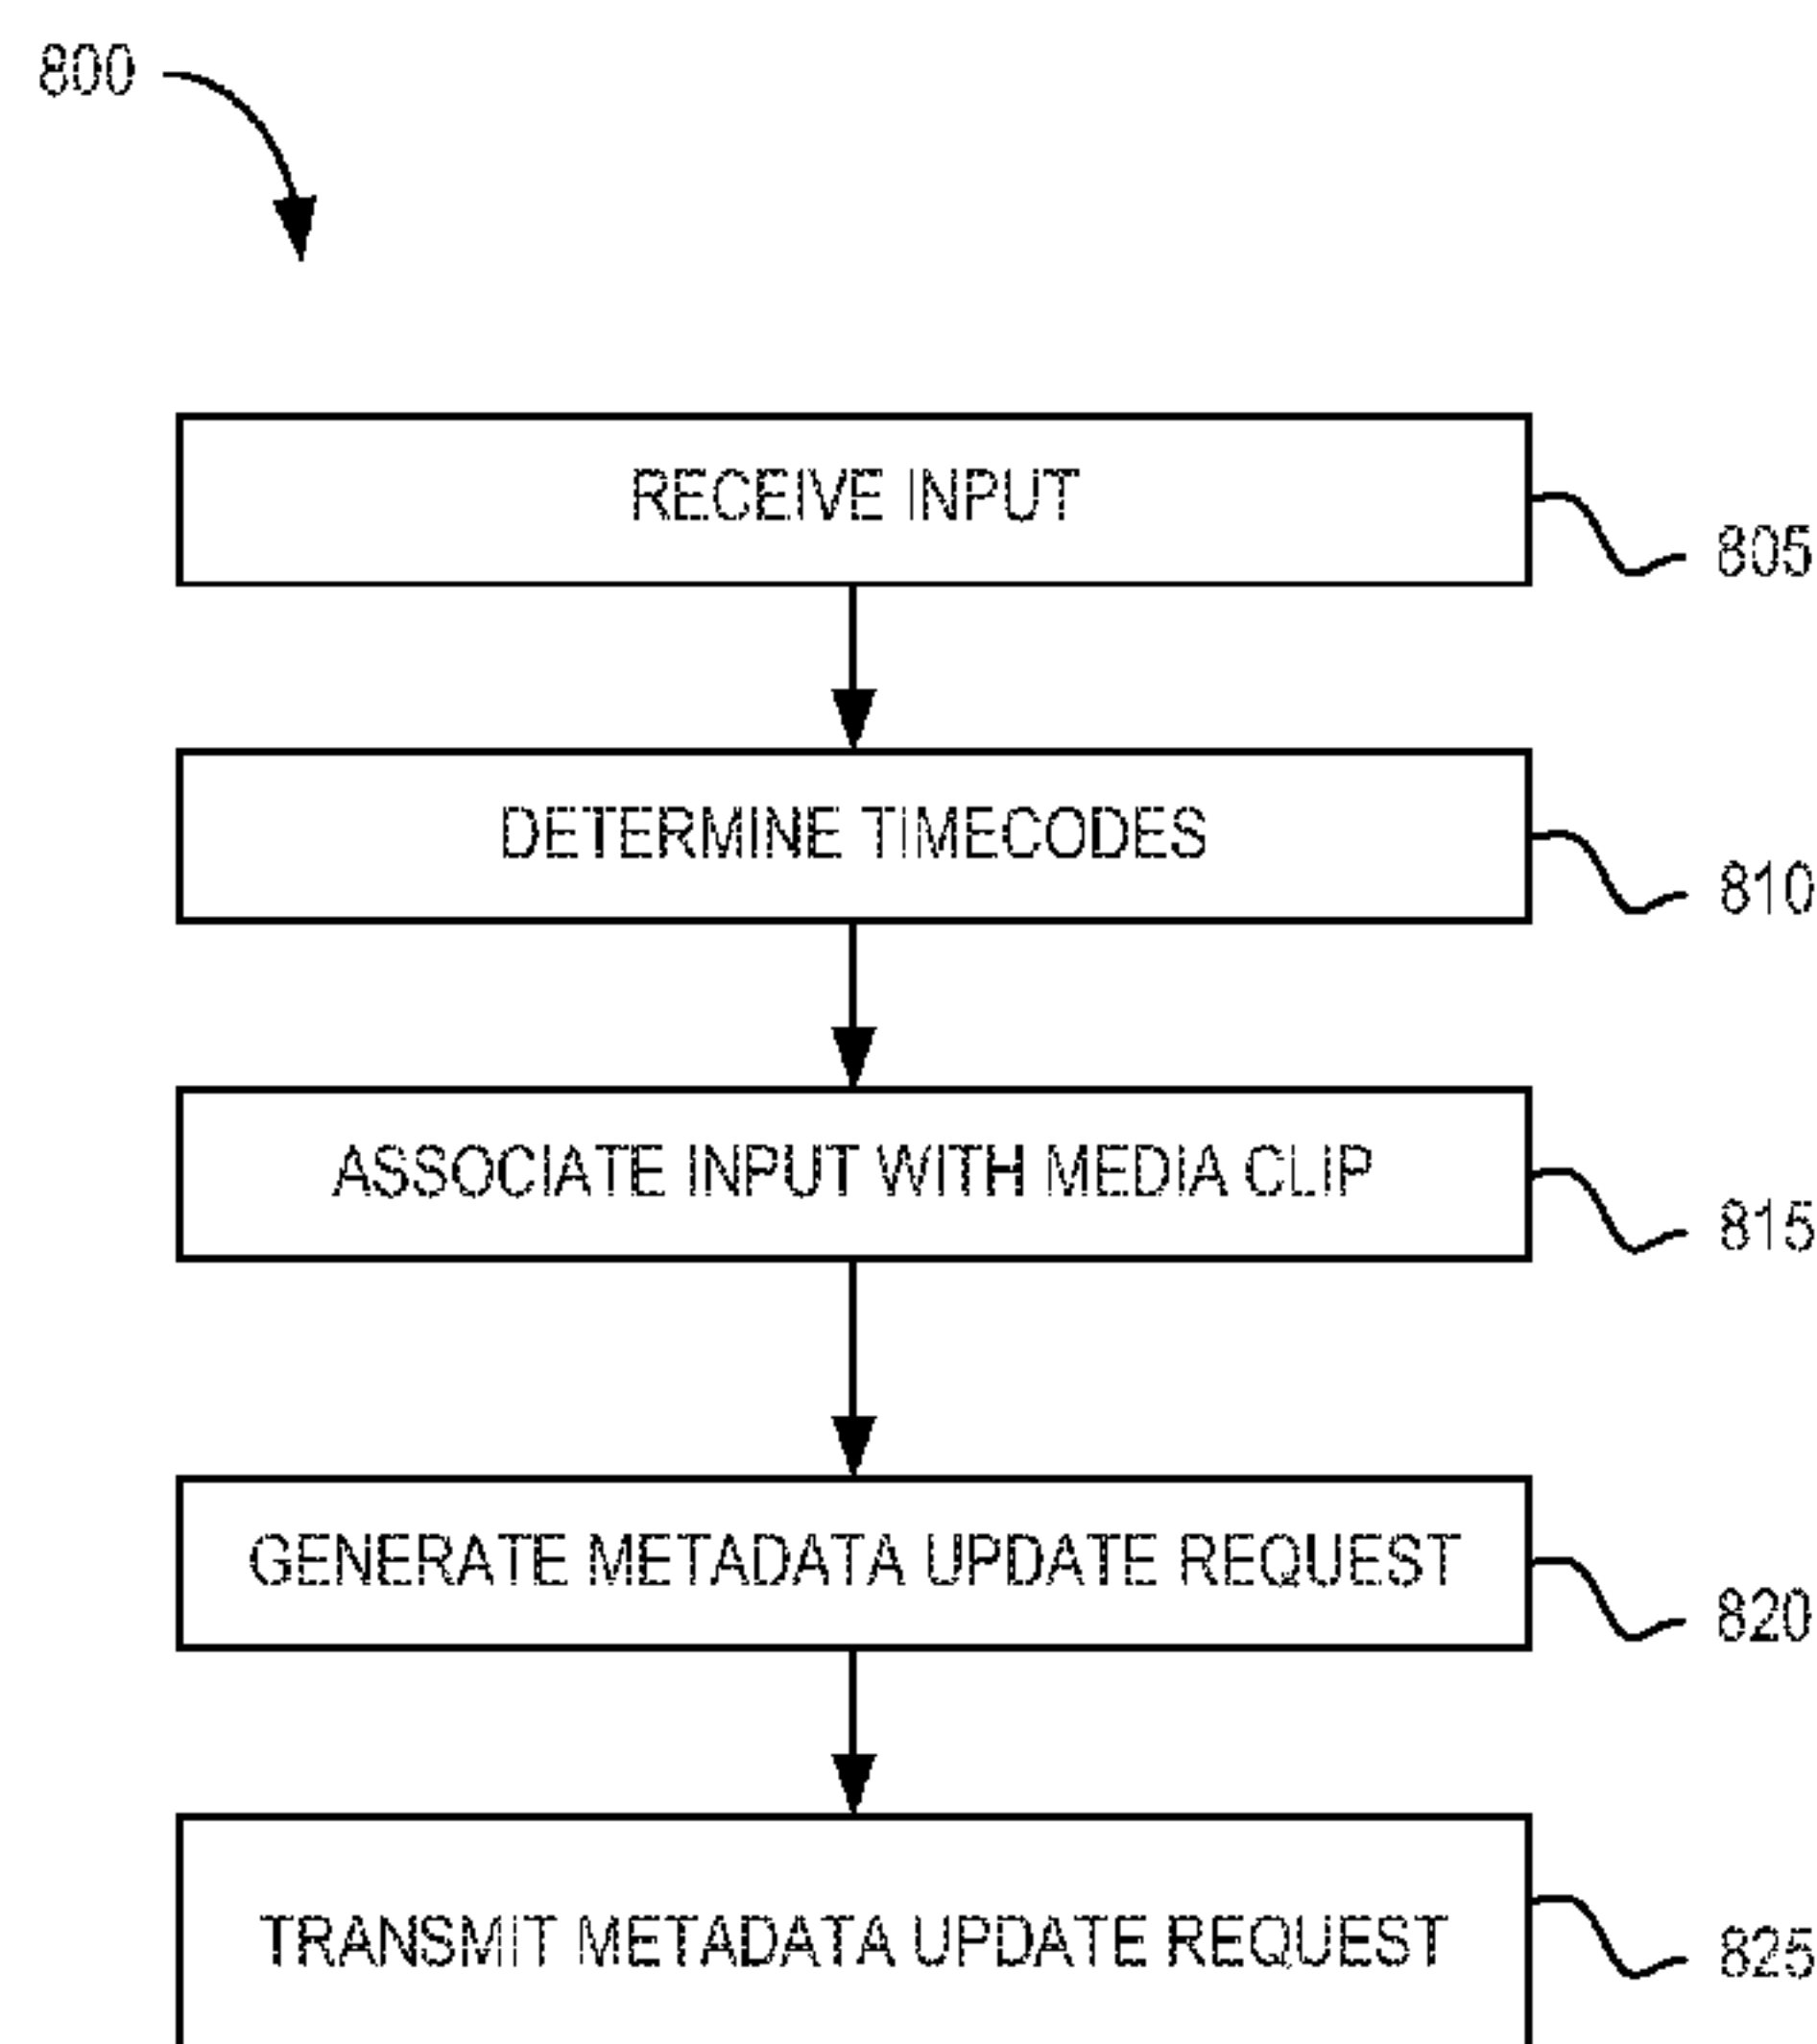 800
RECEIVE INPUT
805
DETERMINE TIMECODES
810
ASSOCIATE INPUT WITH MEDIA CLIP
815
GENERATE METADATA UPDATE REQUEST
820
TRANSMIT METADATA UPDATE REQUEST
825